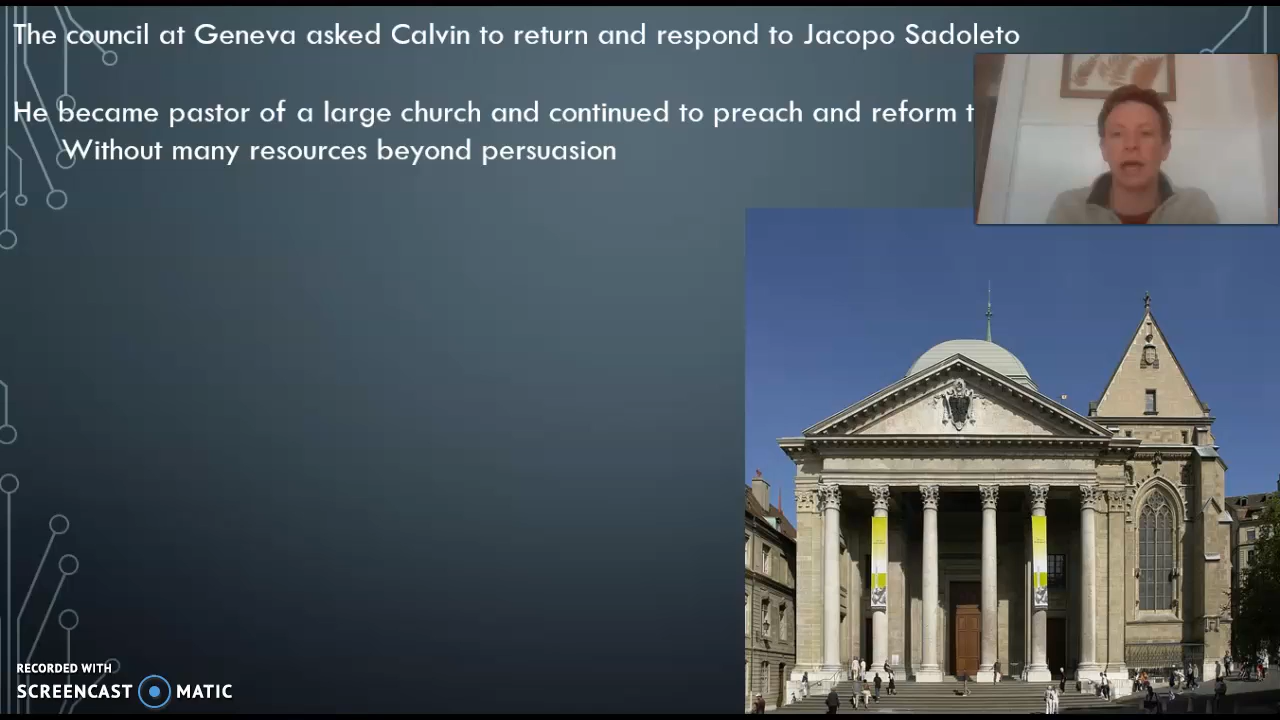 The council at Geneva asked Calvin to return and respond to Jacopo Sadoleto
He became pastor of a large church and continued to preach and reform
Without many resources beyond persuasion
RECORDED WITH
SCREENCAST MATIC